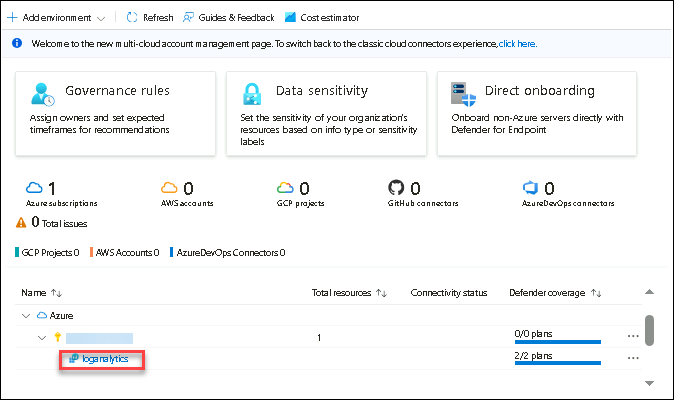 Add environment Refresh Guides & Feedback Cost estimator
Welcome to the new multi-cloud account management page. To switch back to the classic cloud connectors experience, click here.
Governance rules
Assign owners and set expected
timeframes for recommendations
Data sensitivity
Set the sensitivity of your organization's
resources based on info type or sensitivity
labels
Direct onboarding
Onboard non-Azure servers directly with
Defender for Endpoint
1
Azure subscriptions
0
AWS accounts
0
GCP projects
0
GitHub connectors
0
AzureDevOps connectors
0 Total issues
GCP Projects 0 AWS Accounts 0 AzureDevOps Connectors 0
Name Total resources Connectivity status Defender coverage
Azure
1 0/0 plans
loganalytics 2/2 plans